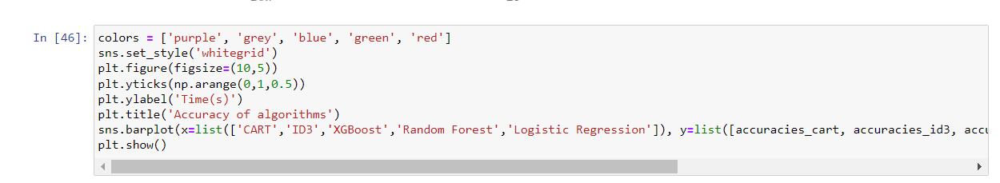 In [46]:
colors = ['purple', 'grey', 'blue', 'green', 'red']
sns.set_style('whitegrid')
plt.figure(figsize=(10,5))
plt.yticks(np.arange(0,1,0.5))
plt.ylabel('Time(s)')
plt.title('Accuracy of algorithms')
sns.barplot(x=list(['CART','ID3','XGBoost','Random Forest','Logistic Regression']), y=list([accuracies_cart, accuracies_id3,
plt.show()